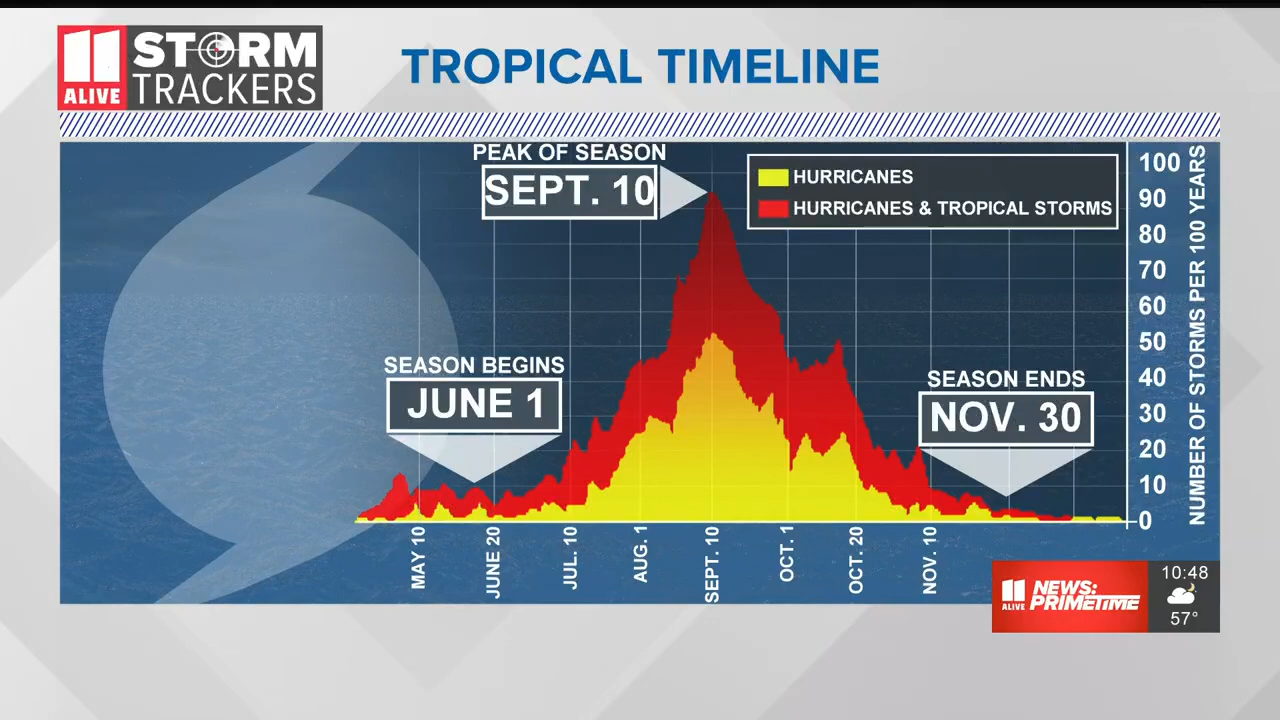 11 ALIVE
STORM
TRACKERS
TROPICAL TIMELINE
PEAK OF SEASON
SEPT. 10
HURRICANES
HURRICANES & TROPICAL STORMS
SEASON BEGINS
JUNE 1
SEASON ENDS
NOV. 30
100
90
80
70
60
50
40
30
20
10
0
NUMBER OF STORMS PER 100 YEARS
MAY 10
JUNE 20
JUL. 10
AUG. 1
SEPT. 10
OCT. 1
OCT. 20
NOV. 10
11 ALIVE
NEWS:
PRIMETIME
10:48
57°